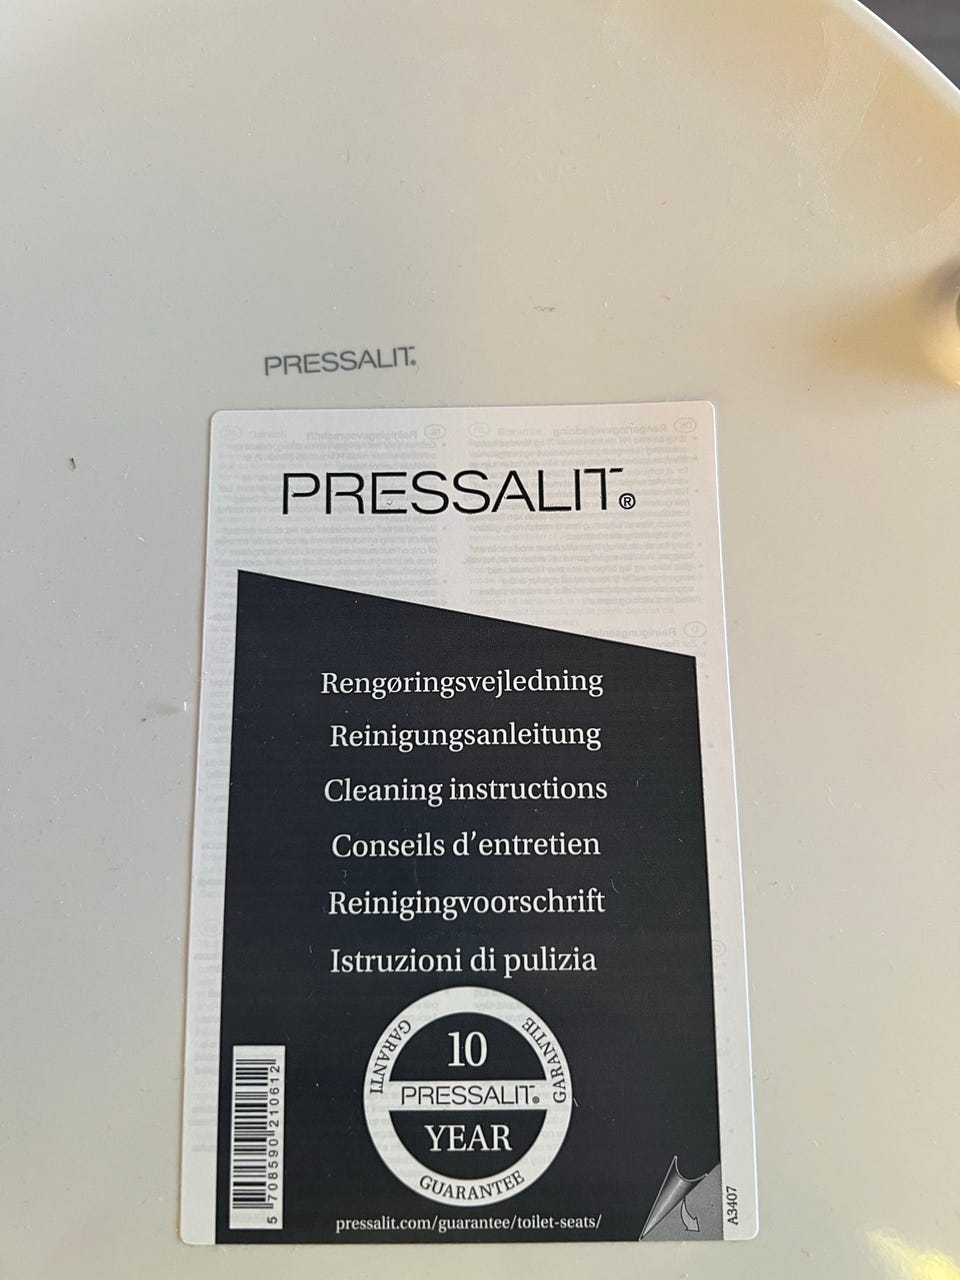 PRESSALIT®
PRESSALIT®
Rengøringsvejledning
Reinigungsanleitung
Cleaning instructions
Conseils d'entretien
Reinigingvoorschrift
Istruzioni di pulizia
GARANTI
GARANTIE
10
PRESSALIT®
YEAR
GUARANTEE
5 708590 210612
pressalit.com/guarantee/toilet-seats/
A3407